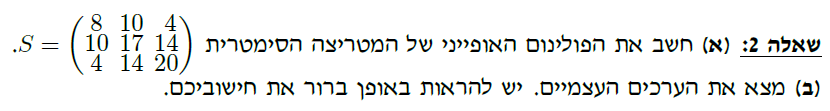 שאלה 2: (א) חשב את הפולינום האופייני של המטריצה הסימטרית S = \begin{pmatrix} 8 & 10 & 4 \\ 10 & 17 & 14 \\ 4 & 14 & 20 \end{pmatrix}.
(ב) מצא את הערכים העצמיים. יש להראות באופן ברור את חישוביכם.